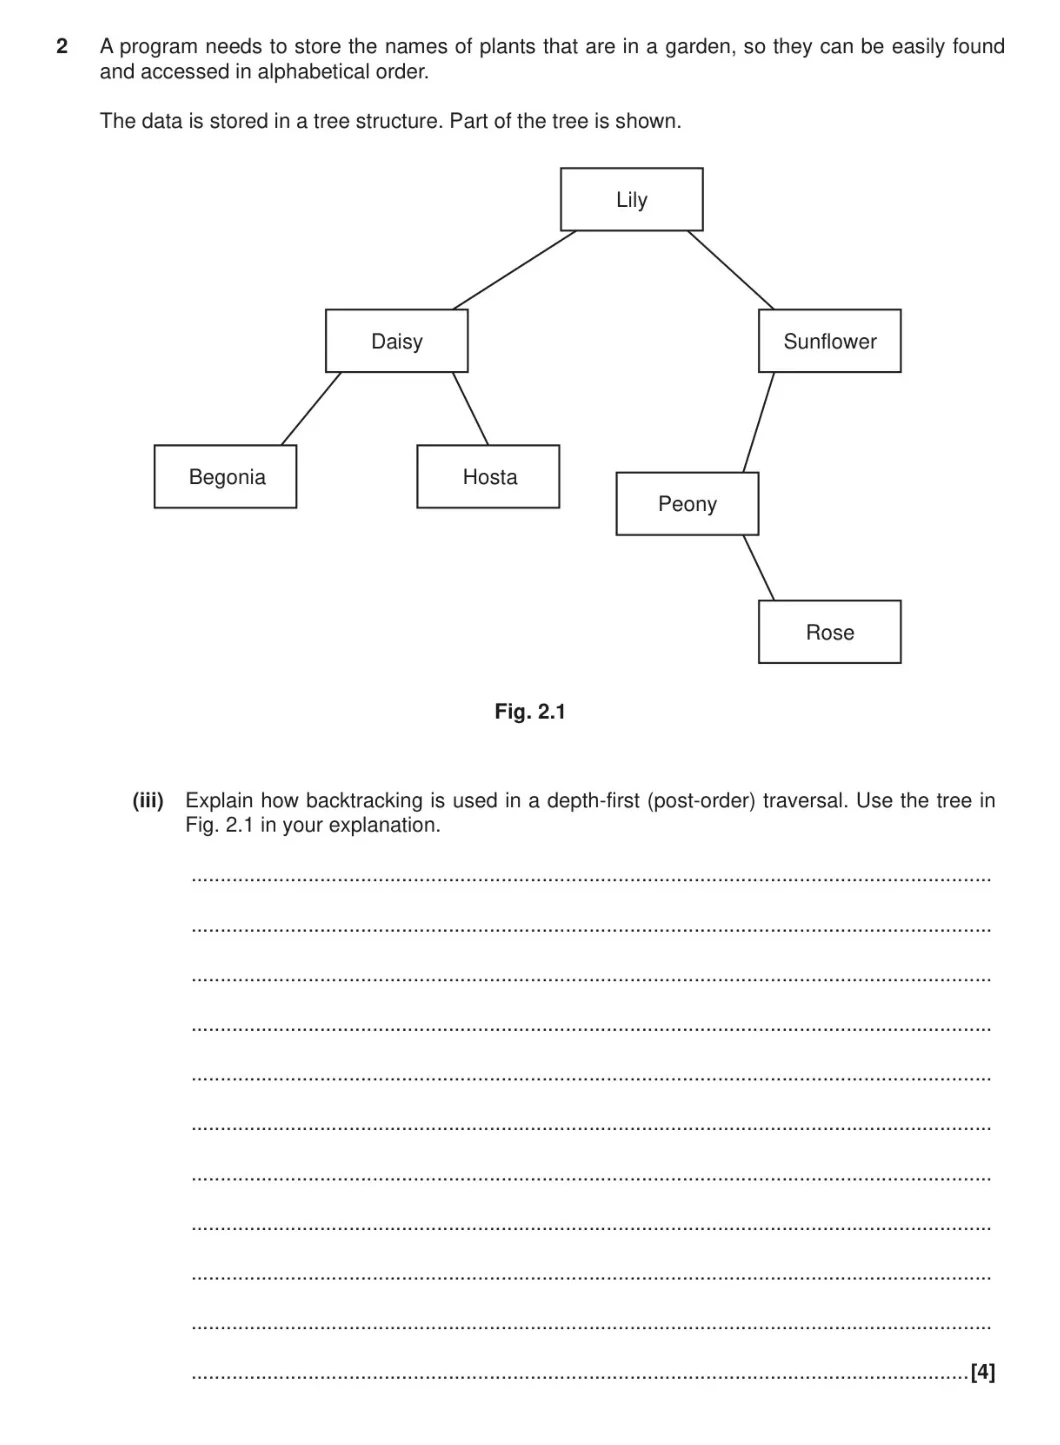 2 A program needs to store the names of plants that are in a garden, so they can be easily found
and accessed in alphabetical order.
The data is stored in a tree structure. Part of the tree is shown.
Lily
Daisy
Sunflower
Begonia
Hosta
Peony
Rose
Fig. 2.1
(iii) Explain how backtracking is used in a depth-first (post-order) traversal. Use the tree in
Fig. 2.1 in your explanation.
[4]